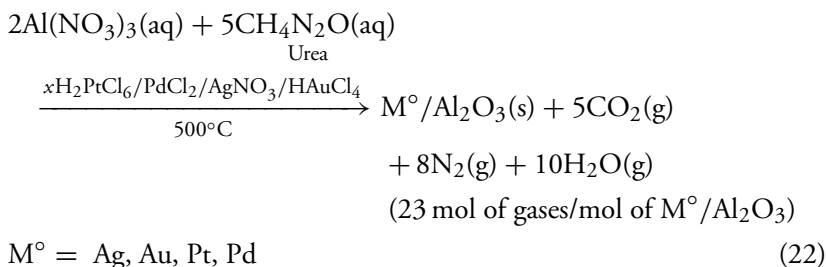 2Al(NO₃)₃(aq) + 5CH₄N₂O(aq)
Urea
xH₂PtCl₆/PdCl₂/AgNO₃/HAuCl₄
500°C
M°/Al₂O₃(s) + 5CO₂(g)
+ 8N₂(g) + 10H₂O(g)
(23 mol of gases/mol of M°/Al₂O₃)
M° = Ag, Au, Pt, Pd (22)